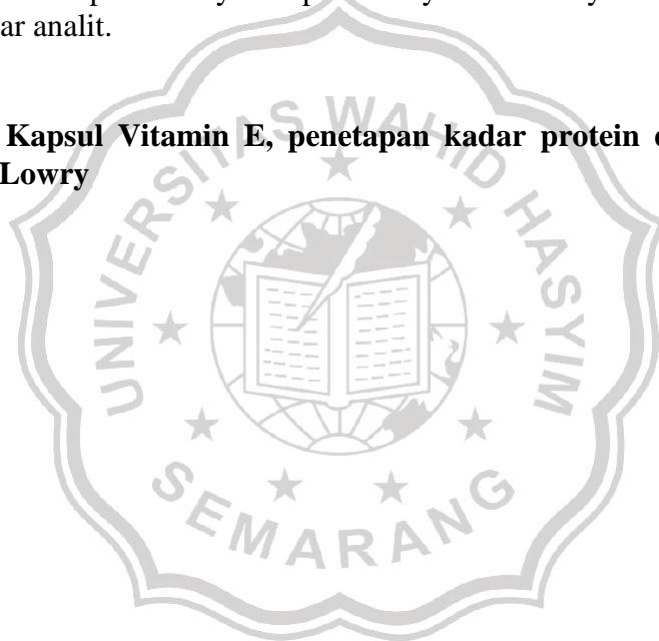 ar analit.
Kapsul Vitamin E, penetapan kadar protein
Lowry
UNIVERSITAS WAHID HASYIM
SEMARANG